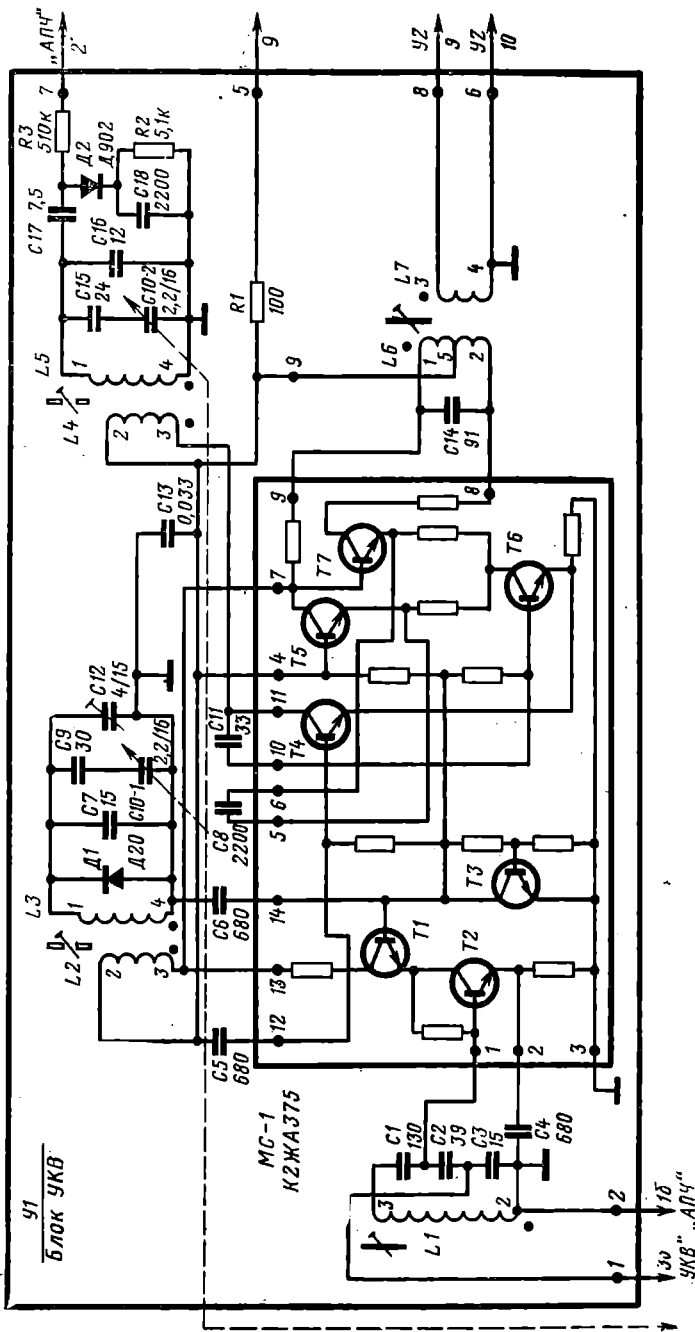 У1
Блок УКВ
„АПЧ"
2
7
R3
510к
Д2
Д902
R2
5,1к
C17 7,5
C18
2200
C16
12
C15
24
C10-2
2,2/16
L5
1
4
L4
2
3
9
5
R1
100
9
У2
9
У2
10
8
6
L7
3
4
L6
1
5
2
C14
91
C13
0,033
C12
4/15
C9
30
C10-1
2,2/16
C7
15
Д1
Д20
L3
1
4
L2
2
3
C11
33
C8
2200
C6
680
C5
680
9
8
7
4
11
10
6
5
14
13
12
T7
T5
T6
T4
T3
T1
T2
1
2
3
МС-1
К2ЖА375
C1
130
C2
39
C3
15
C4
680
3
2
L1
1
2
3б
1б
УКВ" „АПЧ"